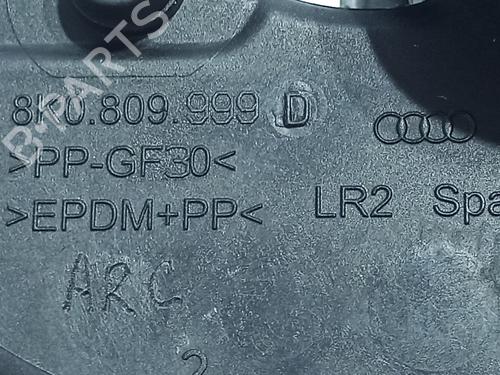 8K0.809.999 D
>PP-GF30<
>EPDM+PP<
LR2 Spa
ARC
2
B-PARTS